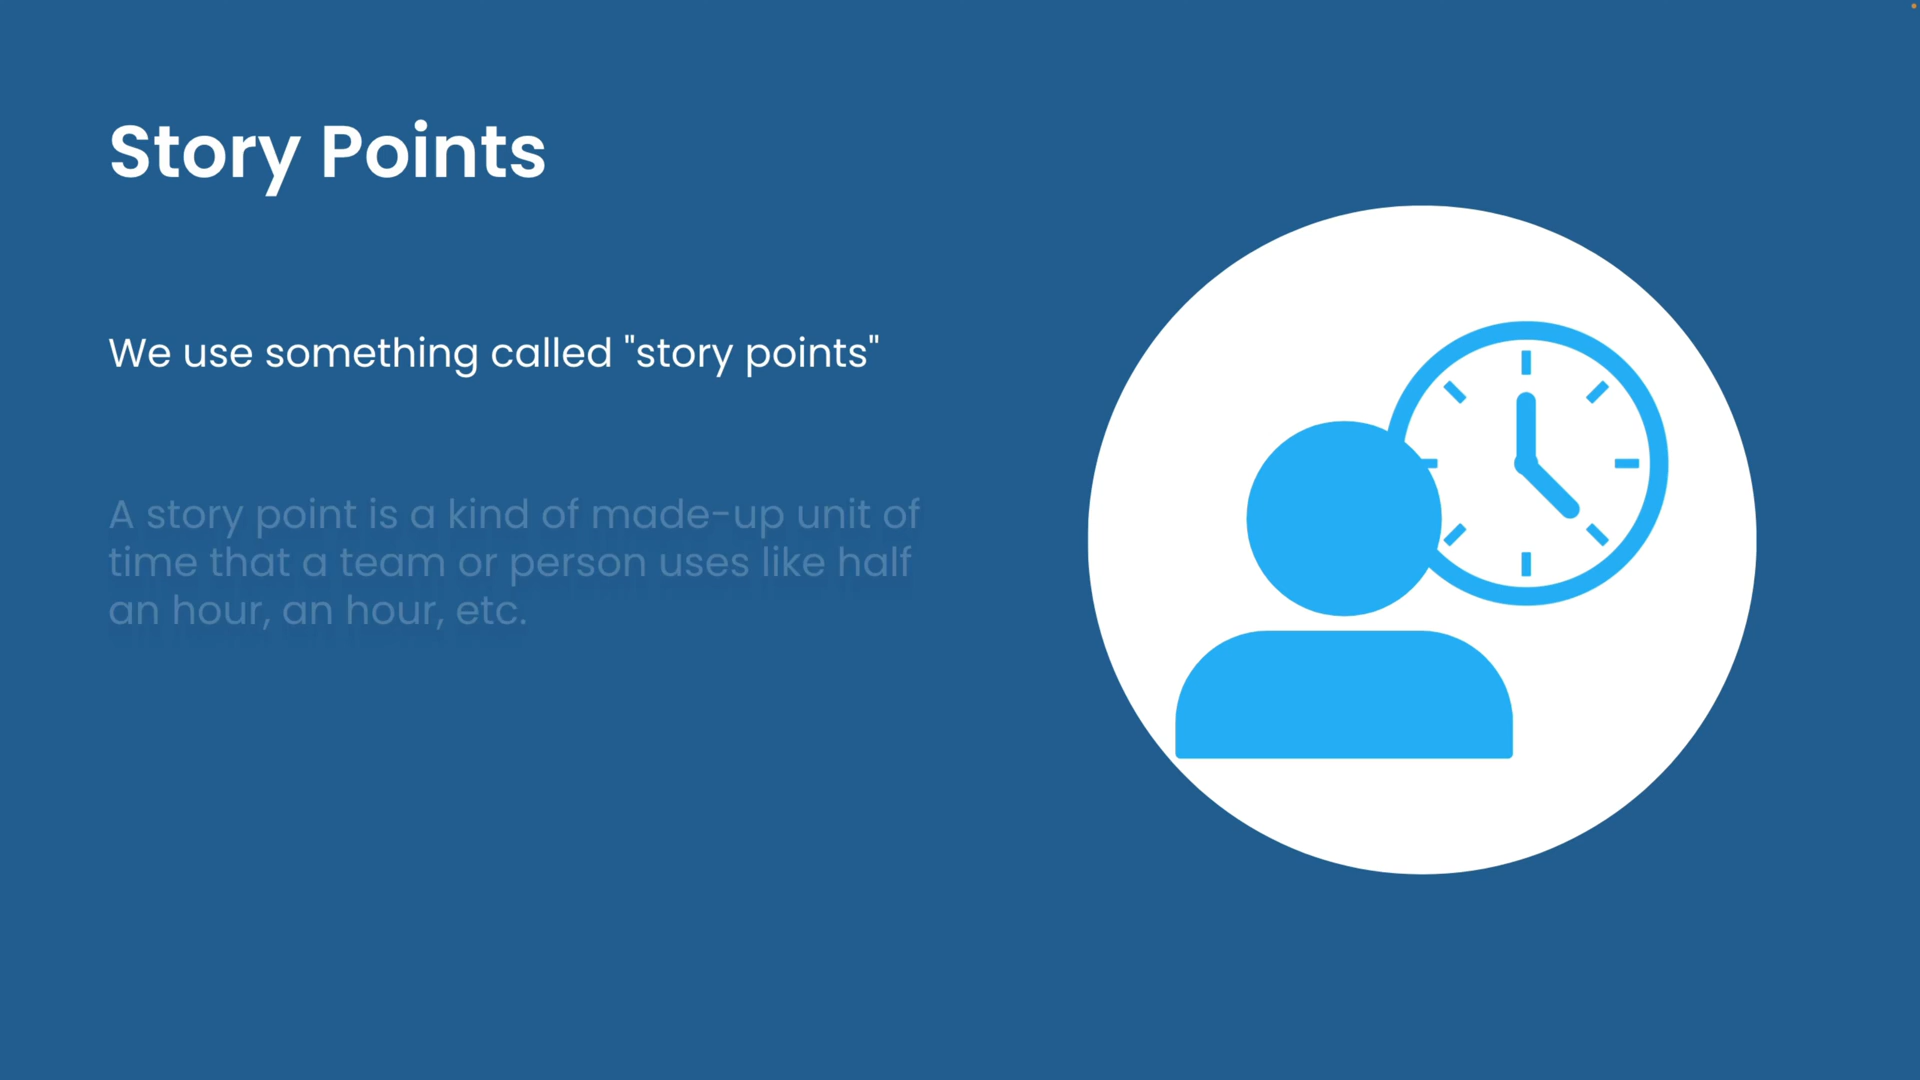 Story Points
We use something called "story points"
A story point is a kind of made-up unit of
time that a team or person uses like half
an hour, an hour, etc.